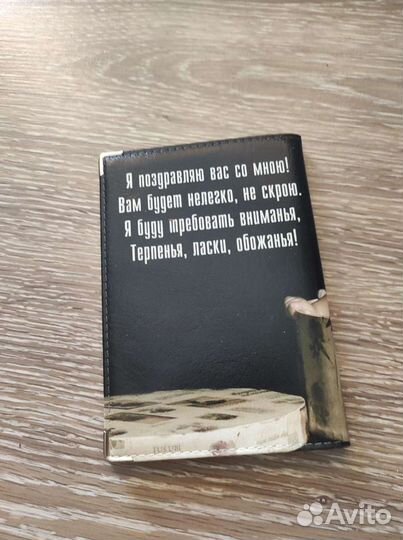 Я поздравляю вас со мною!
Вам будет нелегко, не скрою.
Я буду требовать вниманья,
Терпенья, ласки, обожанья!
Avito